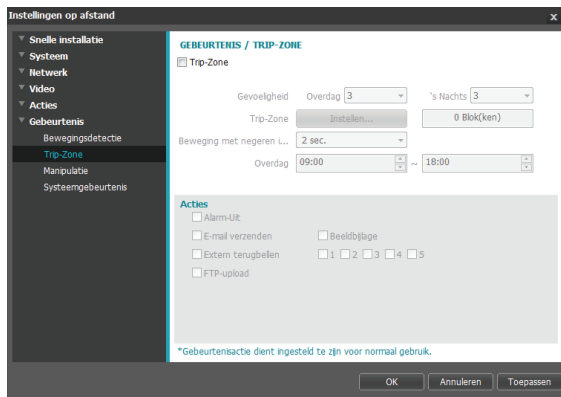 Instellingen op afstand x
Snelle installatie
Systeem
Netwerk
Video
Acties
Gebeurtenis
Bewegingsdetectie
Trip-Zone
Manipulatie
Systeemgebeurtenis
GEBEURTENIS / TRIP-ZONE
Trip-Zone
Gevoeligheid Overdag 3 's Nachts 3
Trip-Zone Instellen... 0 Blok(ken)
Beweging met negeren i... 2 sec.
Overdag 09:00 ~ 18:00
Acties
Alarm-Uit
E-mail verzenden Beeldbijlage
Extern terugbellen 1 2 3 4 5
FTP-upload
*Gebeurtenisactie dient ingesteld te zijn voor normaal gebruik.
OK Annuleren Toepassen